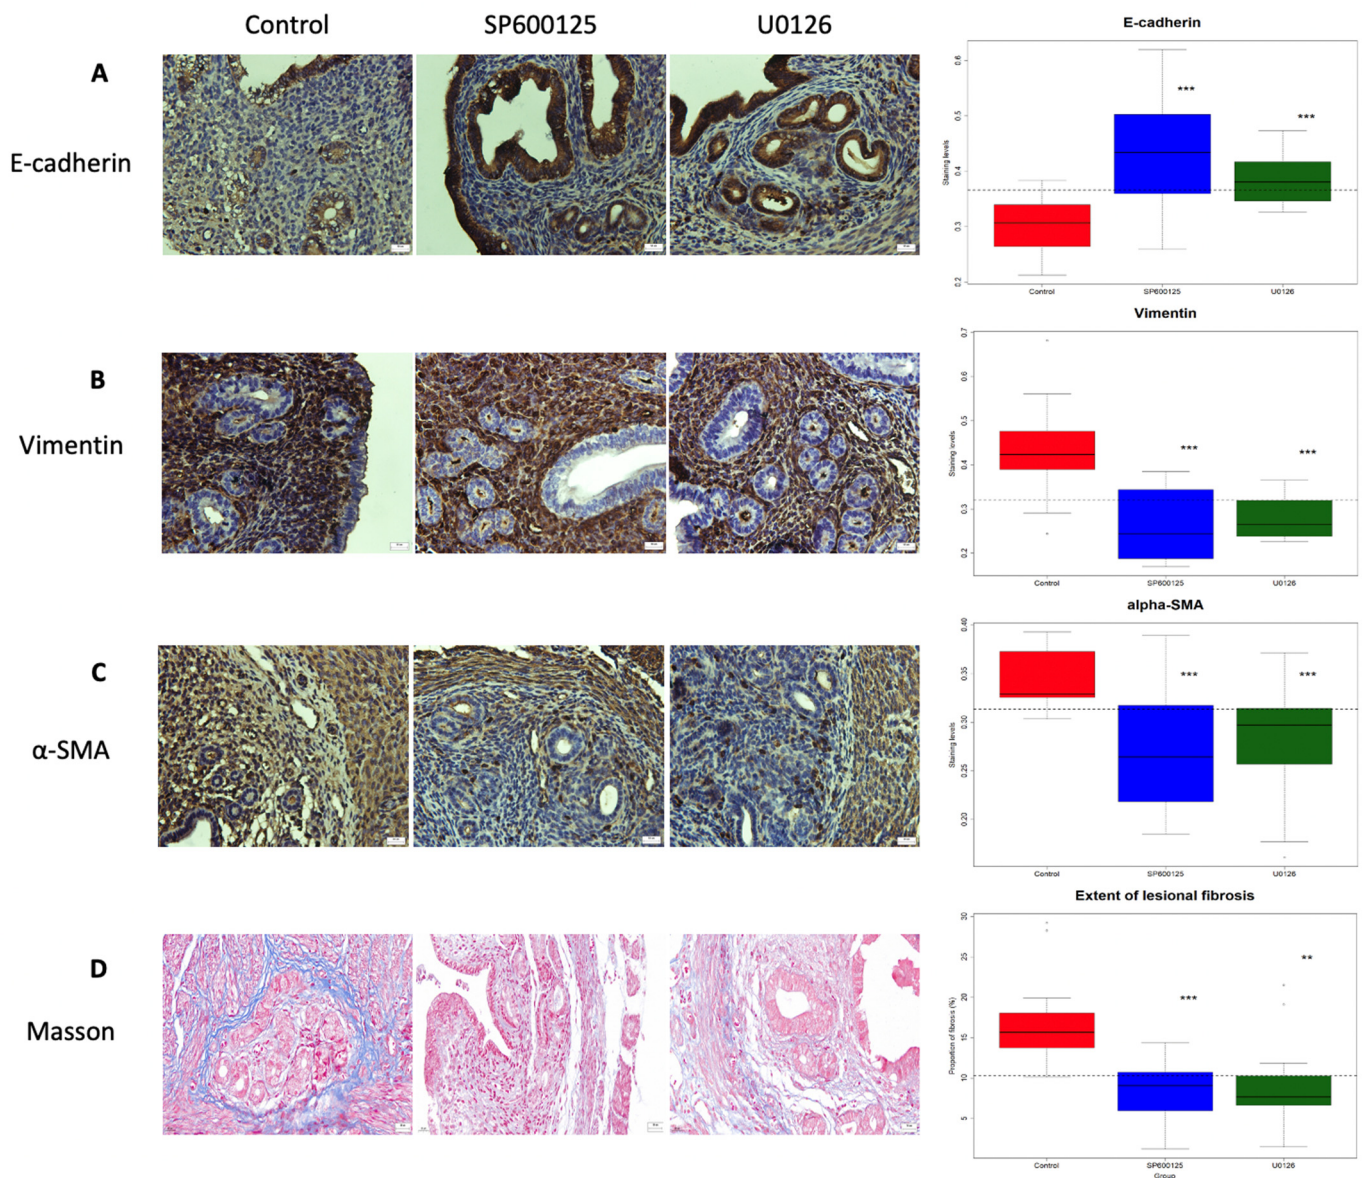 Control
SP600125
U0126
A
E-cadherin
E-cadherin
Staining levels
0.6
0.5
0.4
0.3
0.2
***
***
Control
SP600125
U0126
B
Vimentin
Vimentin
Staining levels
0.7
0.6
0.5
0.4
0.3
0.2
***
***
Control
SP600125
U0126
C
α-SMA
alpha-SMA
Staining levels
0.40
0.35
0.30
0.25
0.20
***
***
Control
SP600125
U0126
D
Masson
Extent of lesional fibrosis
Proportion of fibrosis (%)
30
25
20
15
10
5
***
**
Control
SP600125
U0126
Group